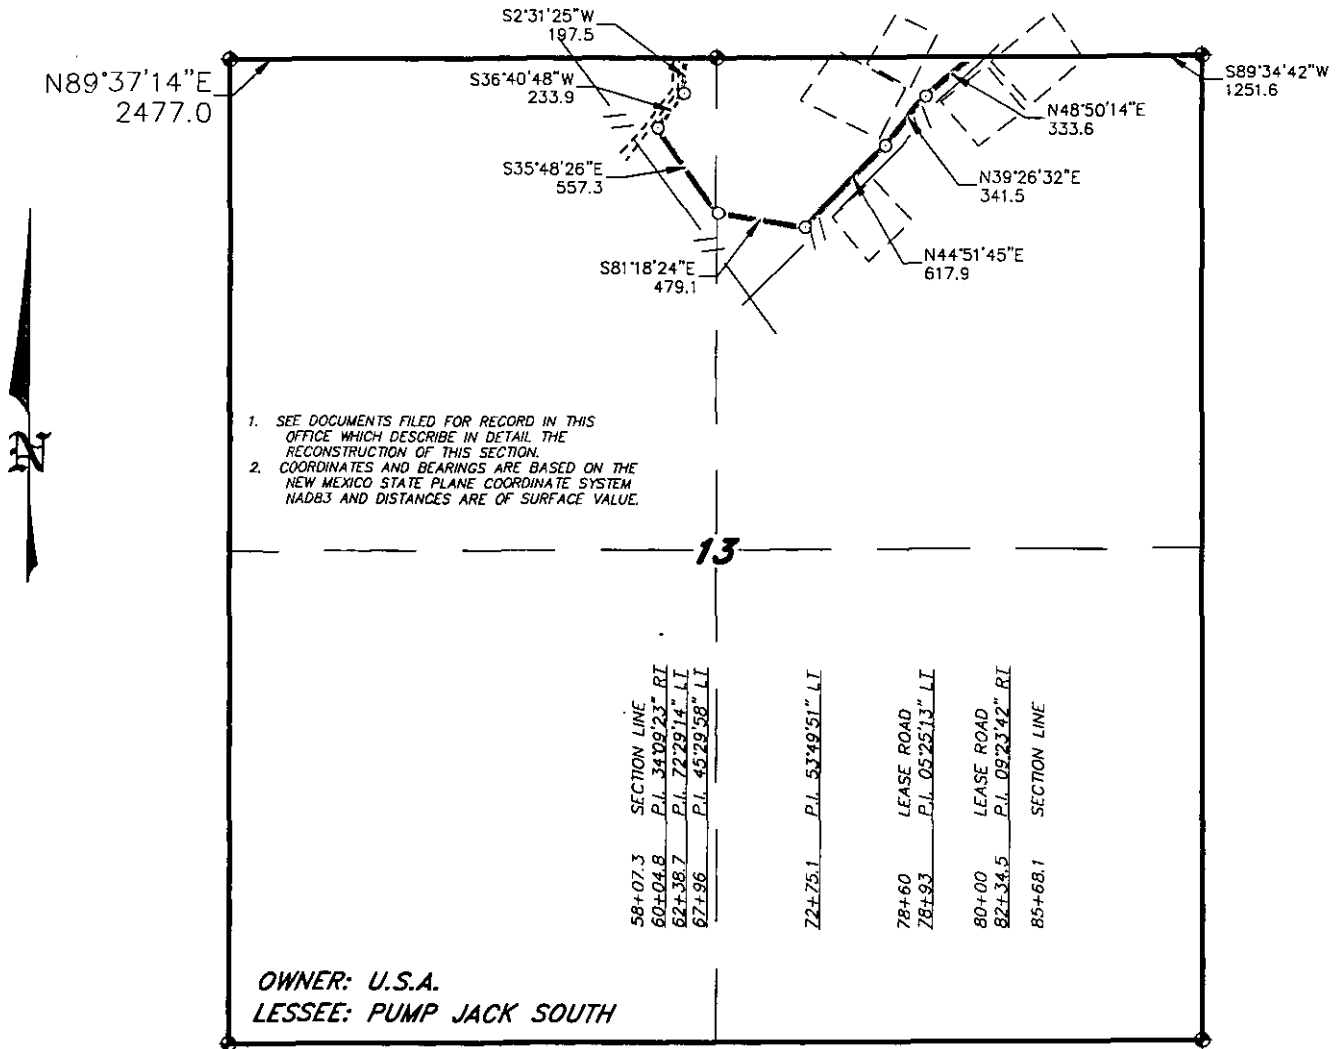 S2°31'25"W
197.5
N89°37'14"E
2477.0
S36°40'48"W
233.9
S89°34'42"W
1251.6
N48°50'14"E
333.6
S35°48'26"E
557.3
N39°26'32"E
341.5
S81°18'24"E
479.1
N44°51'45"E
617.9
N
1. SEE DOCUMENTS FILED FOR RECORD IN THIS
OFFICE WHICH DESCRIBE IN DETAIL THE
RECONSTRUCTION OF THIS SECTION.
2. COORDINATES AND BEARINGS ARE BASED ON THE
NEW MEXICO STATE PLANE COORDINATE SYSTEM
NAD83 AND DISTANCES ARE OF SURFACE VALUE.
13
58+07.3 SECTION LINE
60+04.8 P.I. 34°09'23" RT
62+38.7 P.I. 72°29'14" LT
67+96 P.I. 45°29'58" LT
72+75.1 P.I. 53°49'51" LT
78+60 LEASE ROAD
78+93 P.I. 05°25'13" LT
80+00 LEASE ROAD
82+34.5 P.I. 09°23'42" RT
85+68.1 SECTION LINE
OWNER: U.S.A.
LESSEE: PUMP JACK SOUTH